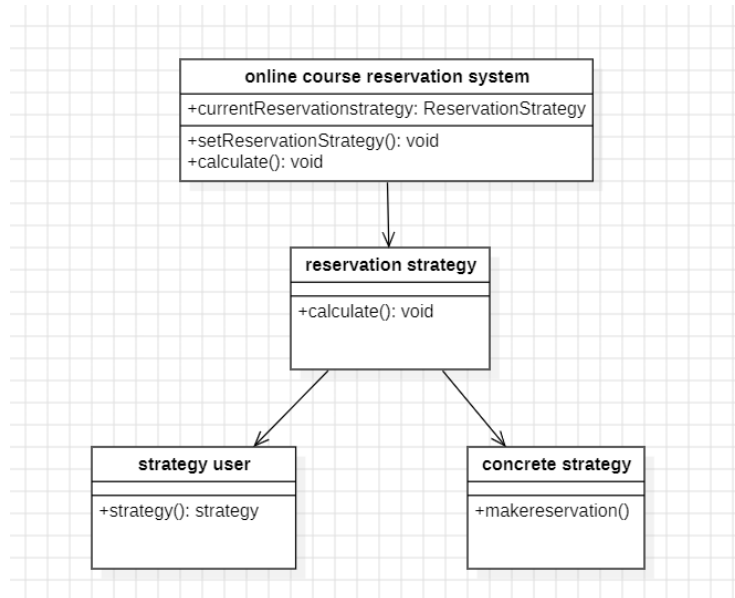 online course reservation system
+currentReservationstrategy: ReservationStrategy
+setReservationStrategy(): void
+calculate(): void
reservation strategy
+calculate(): void
strategy user
+strategy(): strategy
concrete strategy
+makereservation()